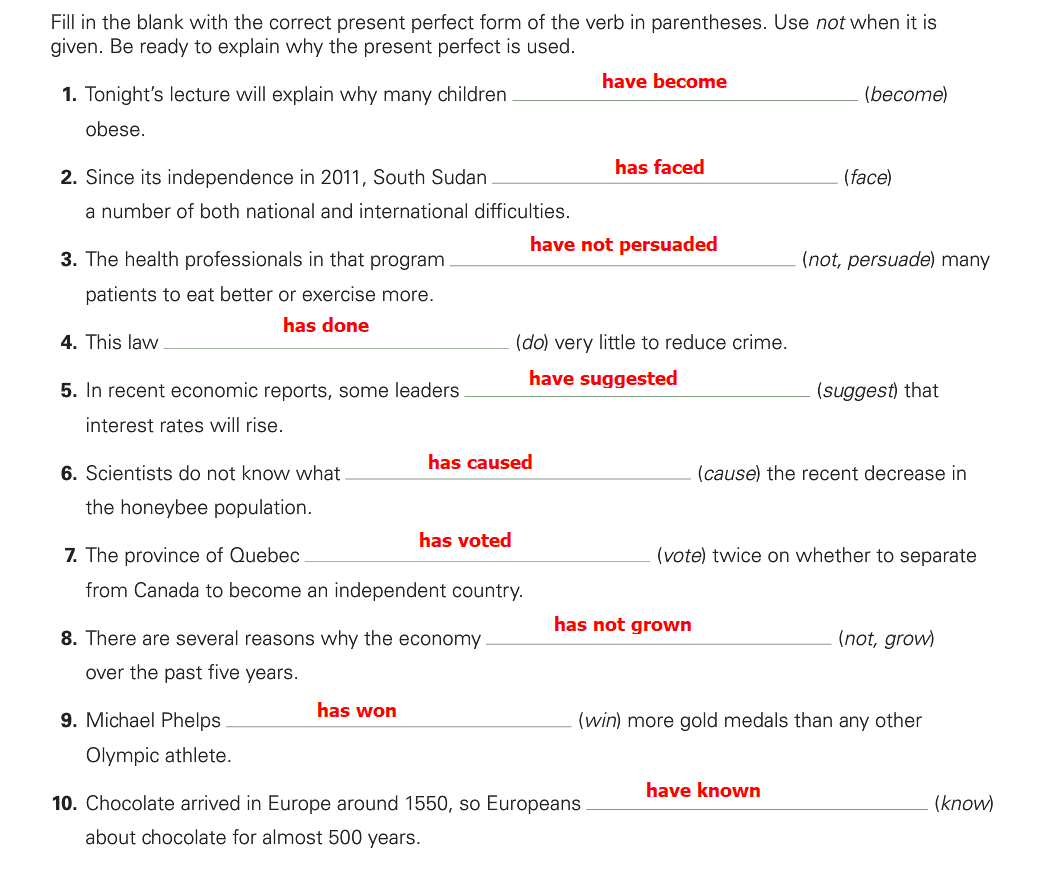 Fill in the blank with the correct present perfect form of the verb in parentheses. Use not when it is
given. Be ready to explain why the present perfect is used.
1. Tonight's lecture will explain why many children have become (become)
obese.
2. Since its independence in 2011, South Sudan has faced (face)
a number of both national and international difficulties.
3. The health professionals in that program have not persuaded (not, persuade) many
patients to eat better or exercise more.
4. This law has done (do) very little to reduce crime.
5. In recent economic reports, some leaders have suggested (suggest) that
interest rates will rise.
6. Scientists do not know what has caused (cause) the recent decrease in
the honeybee population.
7. The province of Quebec has voted (vote) twice on whether to separate
from Canada to become an independent country.
8. There are several reasons why the economy has not grown (not, grow)
over the past five years.
9. Michael Phelps has won (win) more gold medals than any other
Olympic athlete.
10. Chocolate arrived in Europe around 1550, so Europeans have known (know)
about chocolate for almost 500 years.